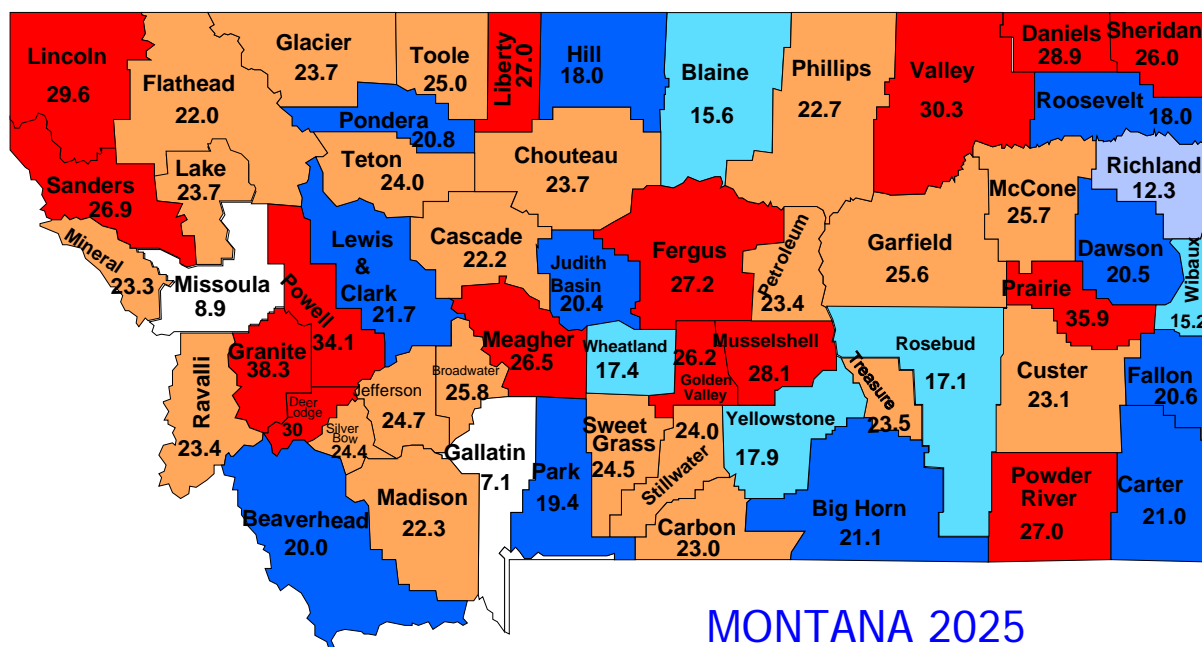 Lincoln
29.6
Flathead
22.0
Glacier
23.7
Toole
25.0
Liberty
27.0
Hill
18.0
Blaine
15.6
Phillips
22.7
Valley
30.3
Daniels
28.9
Sheridan
26.0
Roosevelt
18.0
Richland
12.3
Pondera
20.8
Teton
24.0
Chouteau
23.7
Lake
23.7
Sanders
26.9
Mineral
23.3
Missoula
8.9
Powell
34.1
Lewis
&
Clark
21.7
Cascade
22.2
Judith
Basin
20.4
Fergus
27.2
Petroleum
23.4
Garfield
25.6
McCone
25.7
Dawson
20.5
Wibaux
15.2
Prairie
35.9
Granite
38.3
Ravalli
23.4
Deer
Lodge
30
Silver
Bow
24.4
Jefferson
24.7
Broadwater
25.8
Meagher
26.5
Wheatland
17.4
26.2
Golden
Valley
Musselshell
28.1
Treasure
23.5
Rosebud
17.1
Custer
23.1
Fallon
20.6
Gallatin
7.1
Park
19.4
Sweet
Grass
24.5
24.0
Stillwater
Yellowstone
17.9
Beaverhead
20.0
Madison
22.3
Carbon
23.0
Big Horn
21.1
Powder
River
27.0
Carter
21.0
MONTANA 2025